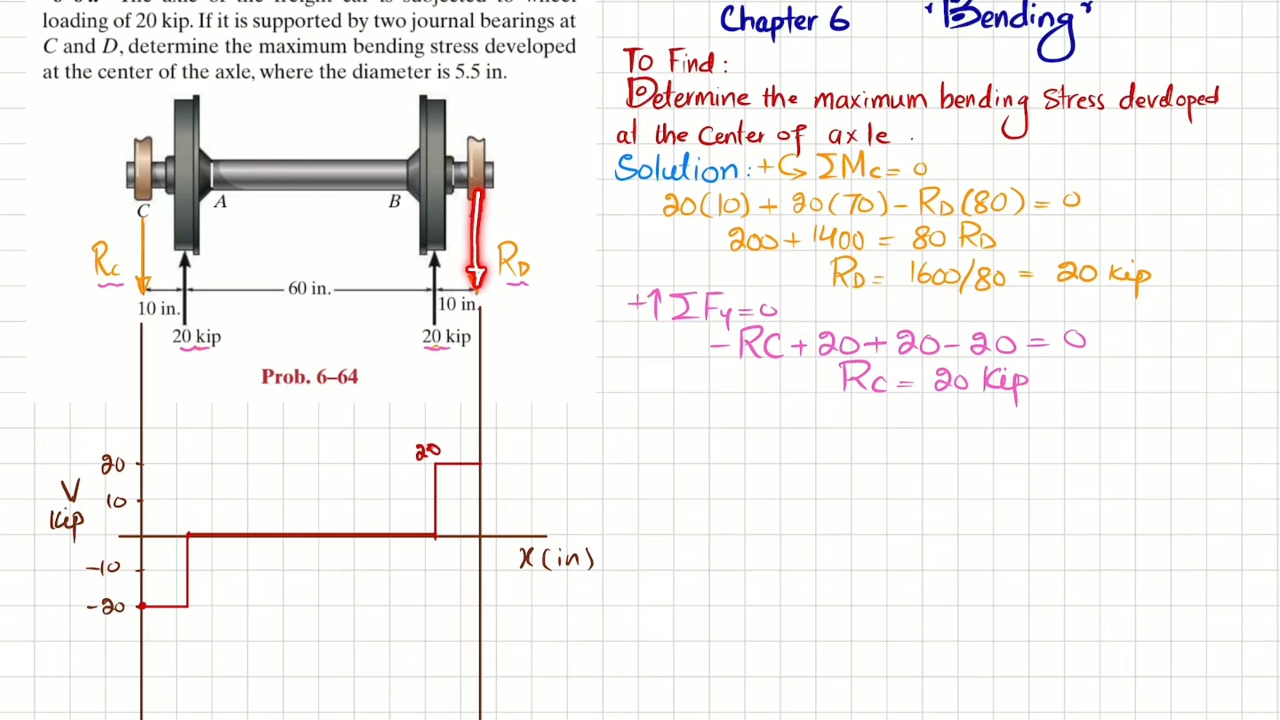 loading of 20 kip. If it is supported by two journal bearings at
C and D, determine the maximum bending stress developed
at the center of the axle, where the diameter is 5.5 in.
C
A
B
Rc
RD
60 in.
10 in.
10 in.
20 kip
20 kip
Prob. 6–64
20
20
V
10
kip
x (in)
-10
-20
Chapter 6 "Bending"
To Find:
Determine the maximum bending stress developed
at the center of axle.
Solution: +↻ ΣMc = 0
20(10) + 20(70) - RD(80) = 0
200 + 1400 = 80 RD
RD = 1600/80 = 20 kip
+↑ ΣFy = 0
- RC + 20 + 20 - 20 = 0
Rc = 20 kip